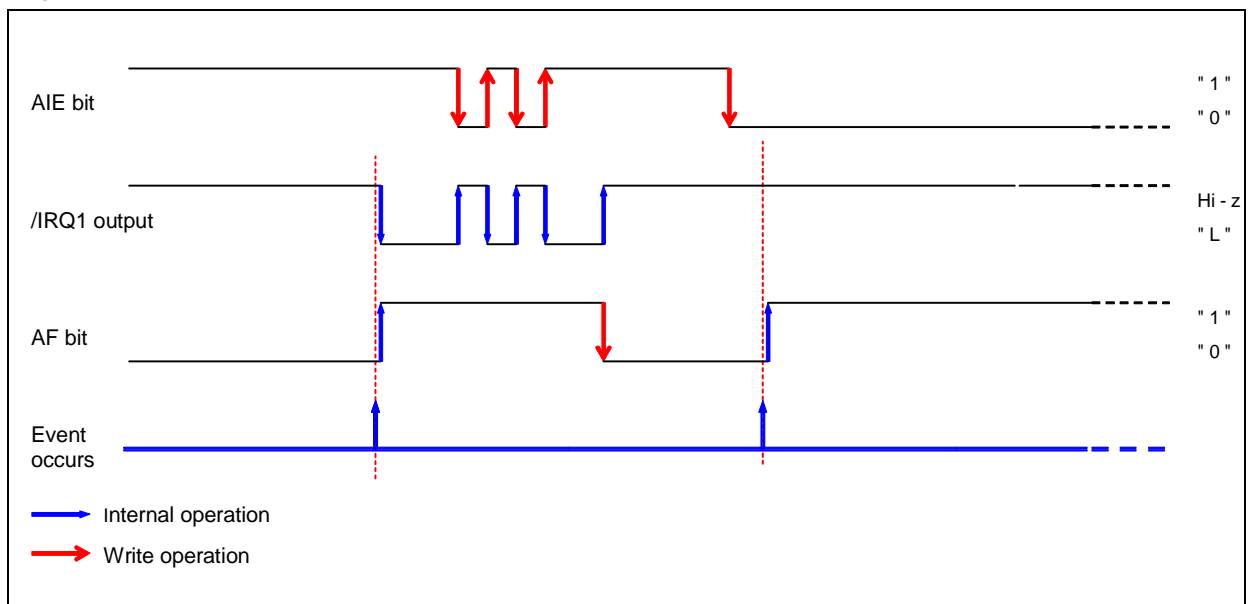 AIE bit
" 1 "
" 0 "
/IRQ1 output
Hi - z
" L "
AF bit
" 1 "
" 0 "
Event
occurs
Internal operation
Write operation